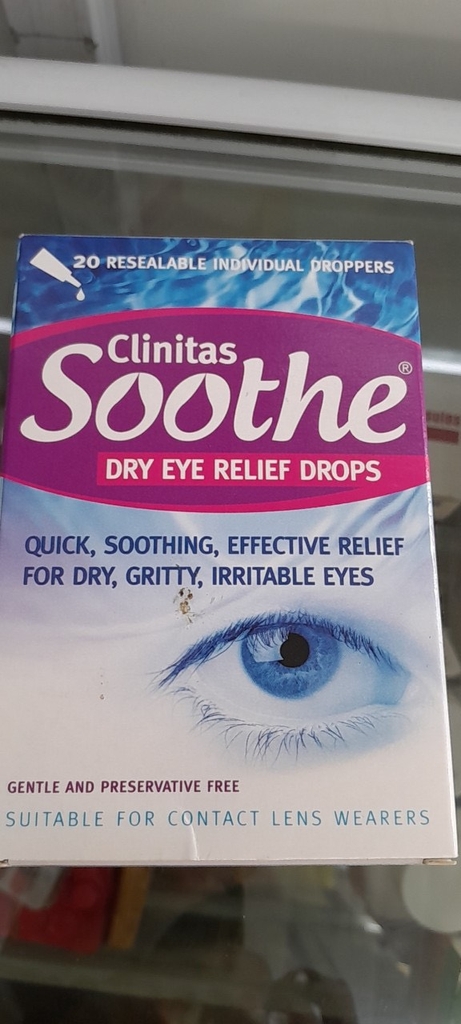 20 RESEALABLE INDIVIDUAL DROPPERS
Clinitas
Soothe®
DRY EYE RELIEF DROPS
QUICK, SOOTHING, EFFECTIVE RELIEF
FOR DRY, GRITTY, IRRITABLE EYES
GENTLE AND PRESERVATIVE FREE
SUITABLE FOR CONTACT LENS WEARERS